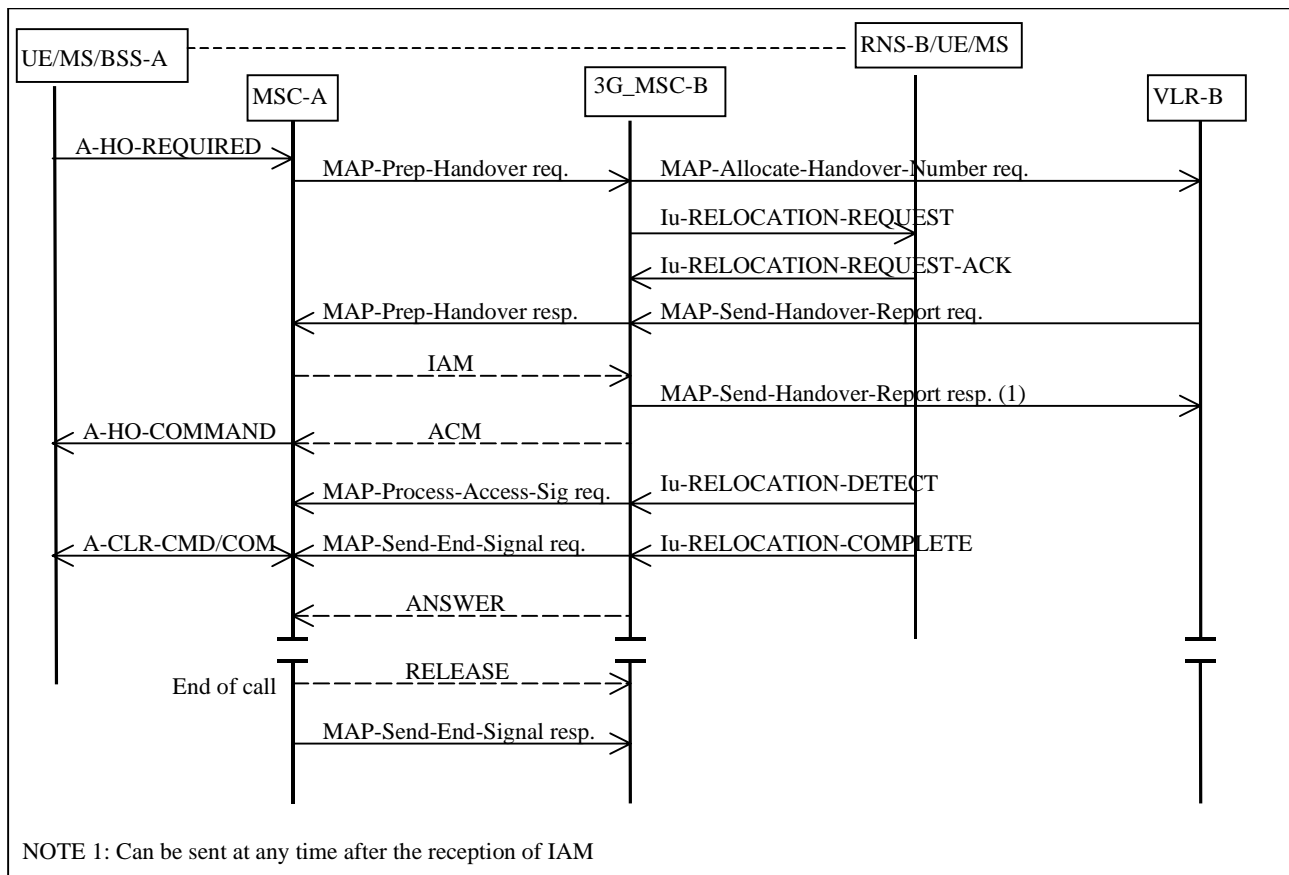 UE/MS/BSS-A
RNS-B/UE/MS
MSC-A
3G_MSC-B
VLR-B
A-HO-REQUIRED
MAP-Prep-Handover req.
MAP-Allocate-Handover-Number req.
Iu-RELOCATION-REQUEST
Iu-RELOCATION-REQUEST-ACK
MAP-Prep-Handover resp.
MAP-Send-Handover-Report req.
IAM
MAP-Send-Handover-Report resp. (1)
A-HO-COMMAND
ACM
MAP-Process-Access-Sig req.
Iu-RELOCATION-DETECT
A-CLR-CMD/COM
MAP-Send-End-Signal req.
Iu-RELOCATION-COMPLETE
ANSWER
RELEASE
End of call
MAP-Send-End-Signal resp.
NOTE 1: Can be sent at any time after the reception of IAM